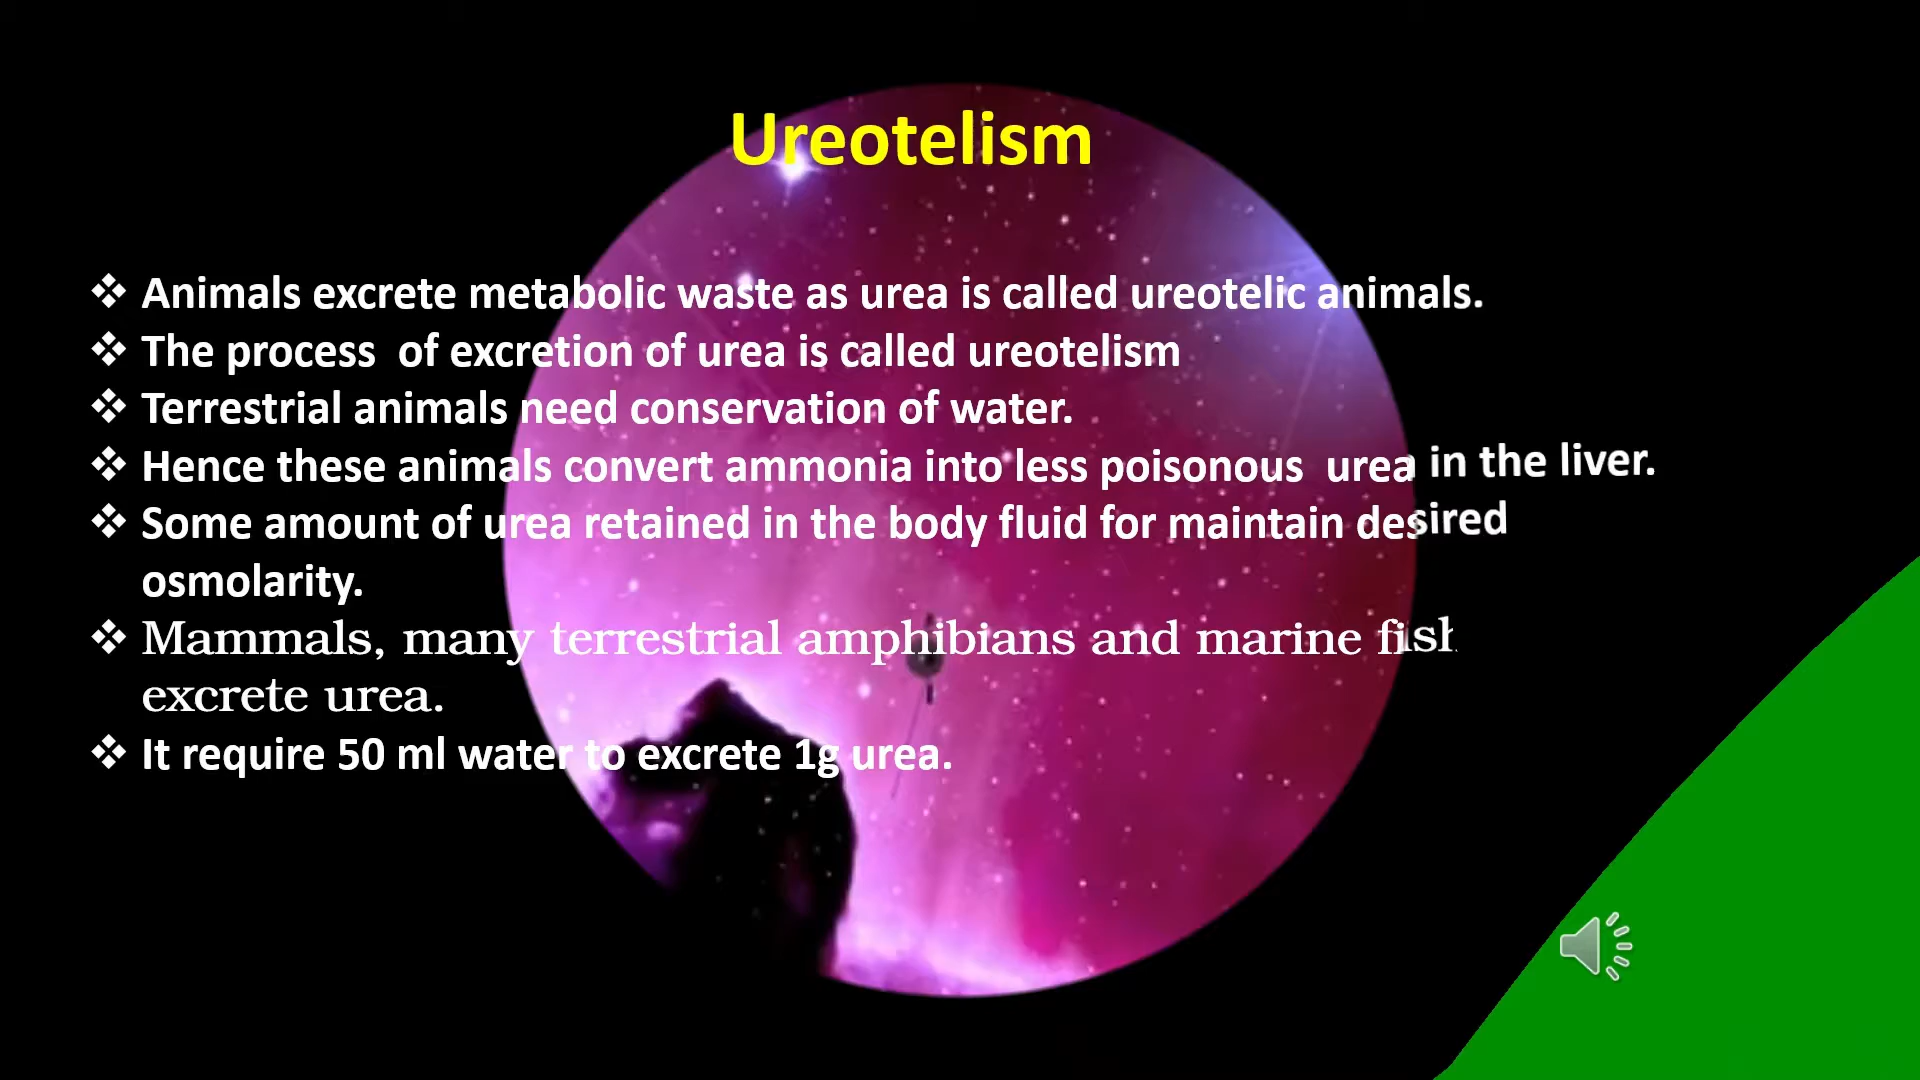 Ureotelism
❖ Animals excrete metabolic waste as urea is called ureotelic animals.
❖ The process of excretion of urea is called ureotelism
❖ Terrestrial animals need conservation of water.
❖ Hence these animals convert ammonia into less poisonous urea in the liver.
❖ Some amount of urea retained in the body fluid for maintain desired
osmolarity.
❖ Mammals, many terrestrial amphibians and marine fish
excrete urea.
❖ It require 50 ml water to excrete 1g urea.